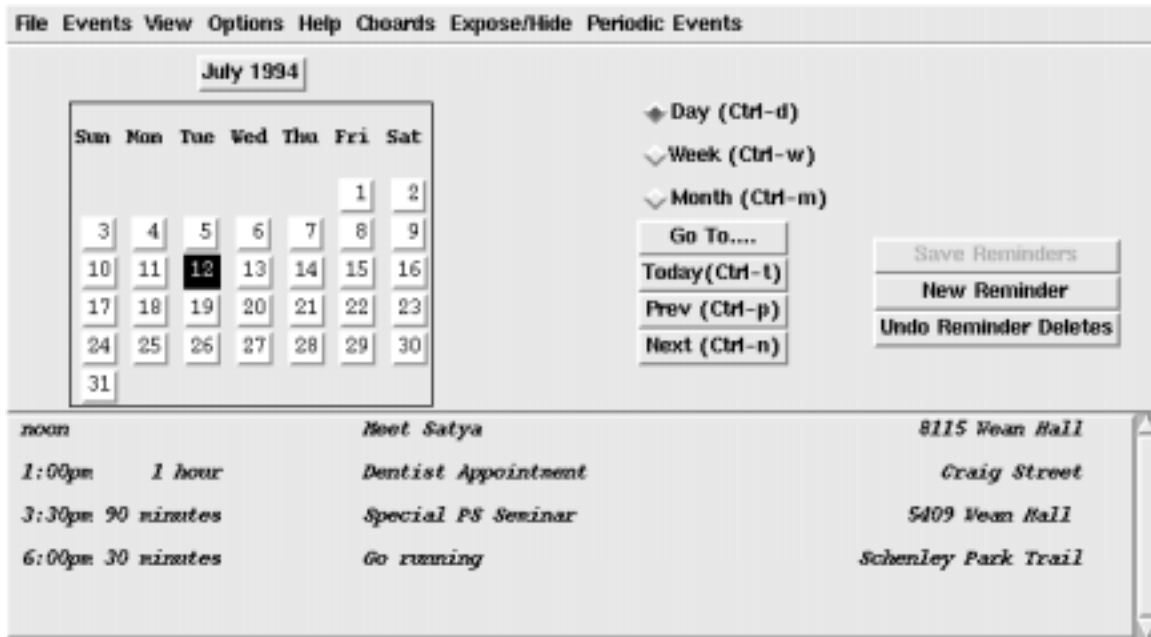 File Events View Options Help Cboards Expose/Hide Periodic Events
July 1994
Sun Mon Tue Wed Thu Fri Sat
1 2
3 4 5 6 7 8 9
10 11 12 13 14 15 16
17 18 19 20 21 22 23
24 25 26 27 28 29 30
31
Day (Ctrl-d)
Week (Ctrl-w)
Month (Ctrl-m)
Go To....
Today(Ctrl-t)
Prev (Ctrl-p)
Next (Ctrl-n)
Save Reminders
New Reminder
Undo Reminder Deletes
noon Meet Satya 8115 Wean Hall
1:00pm 1 hour Dentist Appointment Craig Street
3:30pm 90 minutes Special PS Seminar 5409 Wean Hall
6:00pm 30 minutes Go running Schenley Park Trail